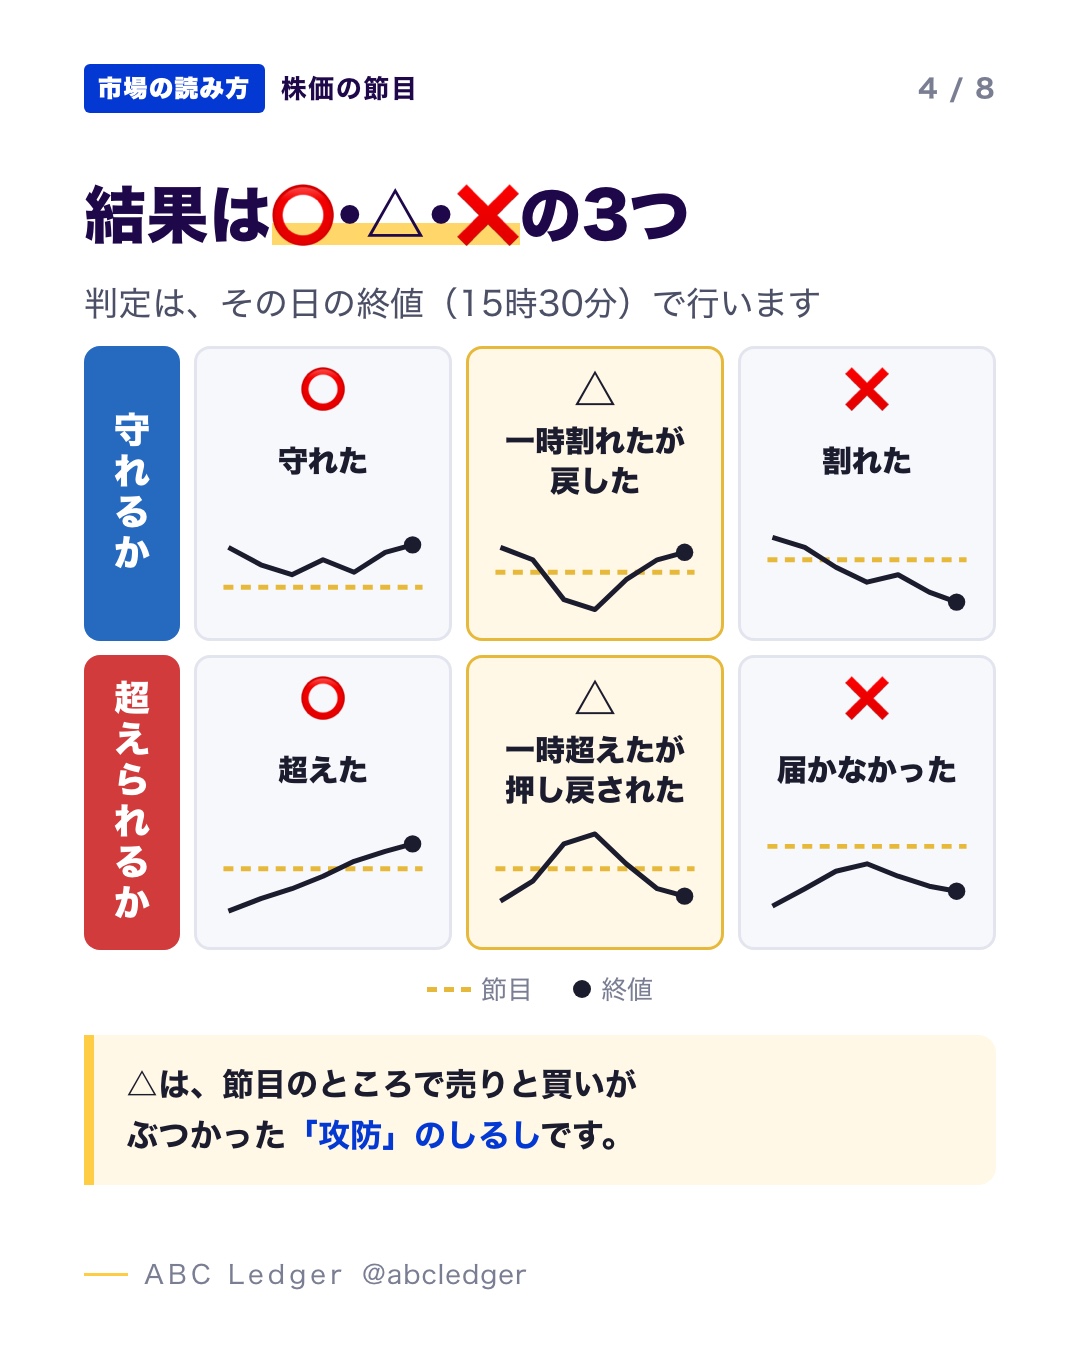 市場の読み方 株価の節目
4 / 8
結果は⭕・△・❌の3つ
判定は、その日の終値（15時30分）で行います
守れるか
⭕
守れた
△
一時割れたが
戻した
❌
割れた
超えられるか
⭕
超えた
△
一時超えたが
押し戻された
❌
届かなかった
節目 終値
△は、節目のところで売りと買いが
ぶつかった「攻防」のしるしです。
ABC Ledger @abcledger